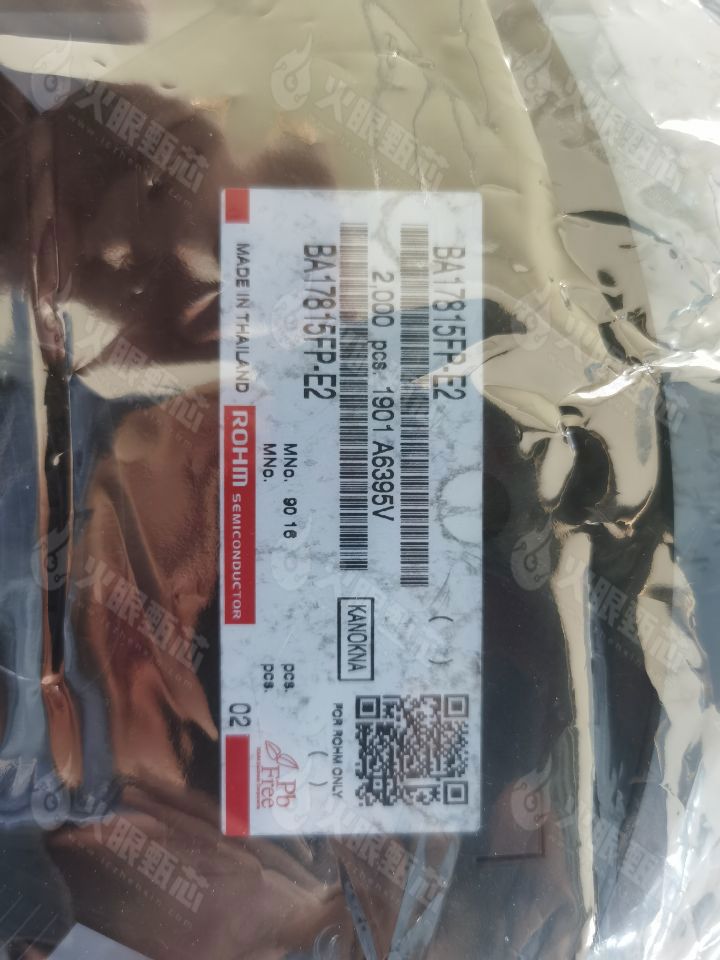 BA17815FP-E2
( )
2,000 pcs. 1901 A6395V
KANOKNA
BA17815FP-E2
FOR ROHM ONLY
MNo. 9016 pcs. ( )
MNo. pcs.
Pb
Free
MADE IN THAILAND ROHM SEMICONDUCTOR 02
火眼甄芯